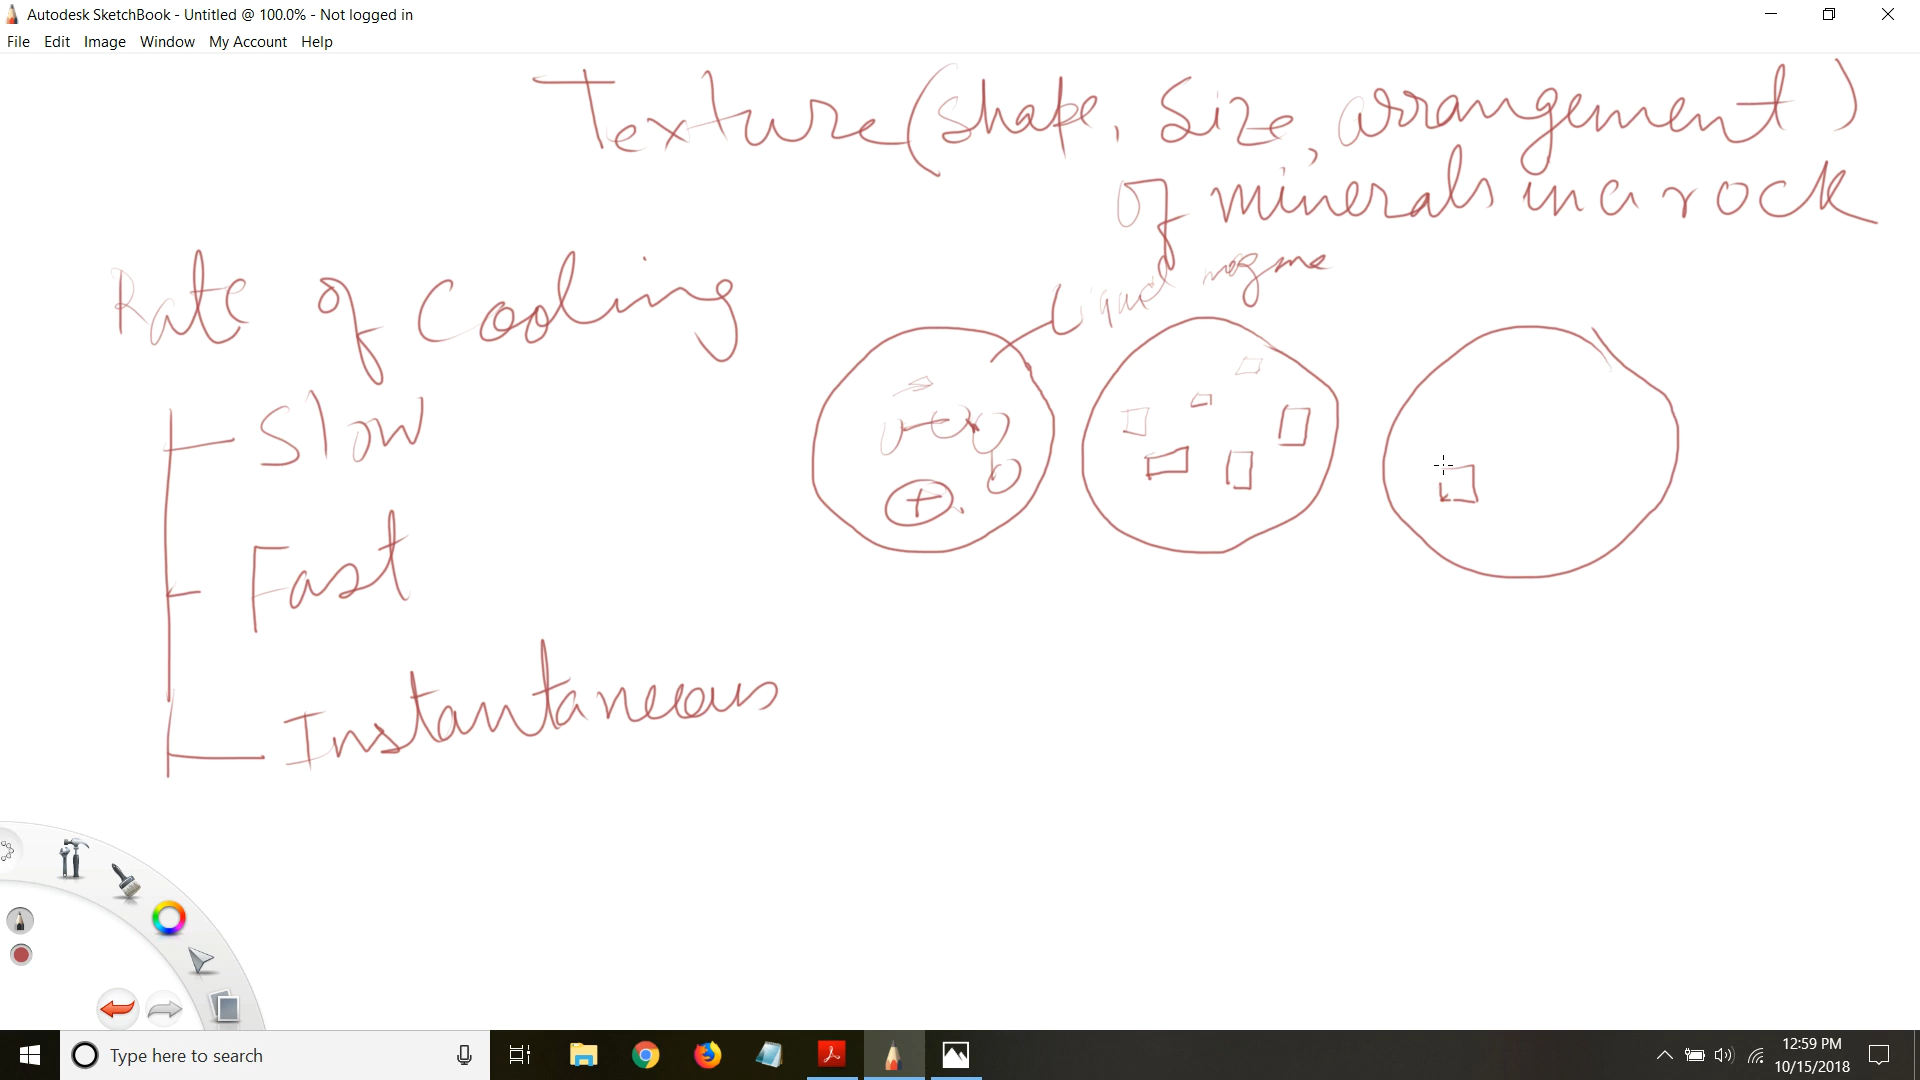 Autodesk SketchBook - Untitled @ 100.0% - Not logged in
File Edit Image Window My Account Help
Texture (shape, size, arrangement)
of minerals in a rock
Rate of Cooling
Liquid magma
Slow
Fast
Instantaneous
Type here to search
12:59 PM
10/15/2018